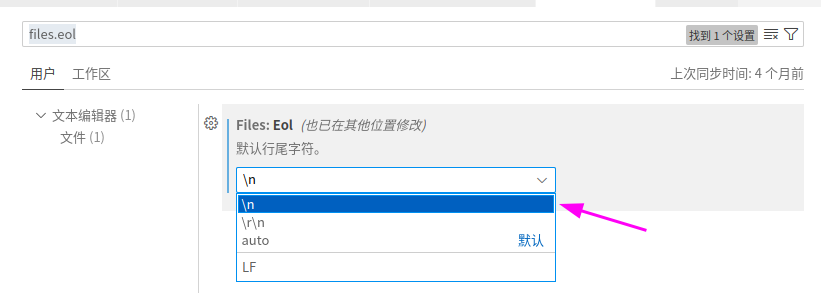 files.eol
找到 1 个设置
用户 工作区
上次同步时间: 4 个月前
文本编辑器 (1)
文件 (1)
Files: Eol (也已在其他位置修改)
默认行尾字符。
\n
\n
\r\n
auto 默认
LF